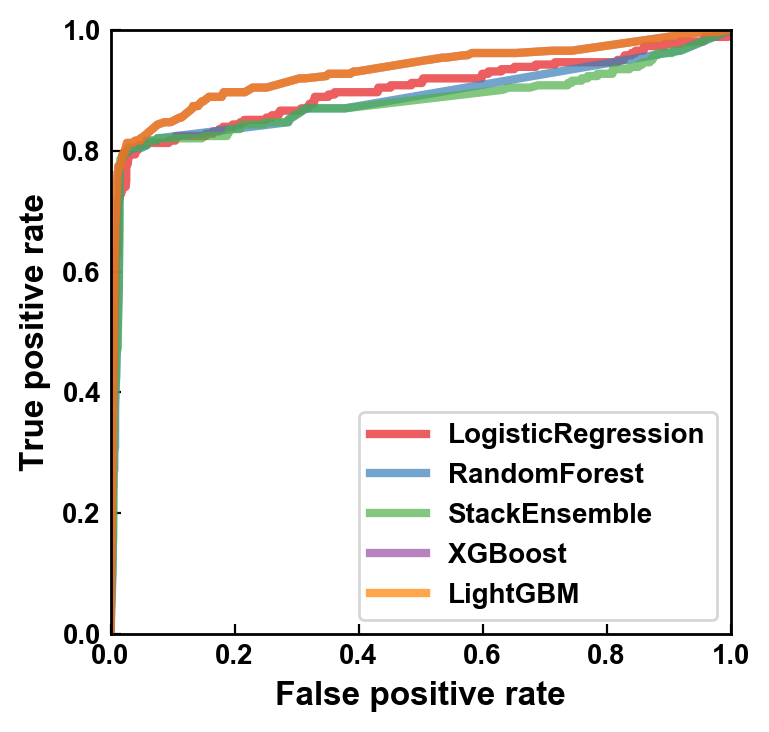 1.0
0.8
0.6
0.4
0.2
0.0
True positive rate
LogisticRegression
RandomForest
StackEnsemble
XGBoost
LightGBM
0.0 0.2 0.4 0.6 0.8 1.0
False positive rate